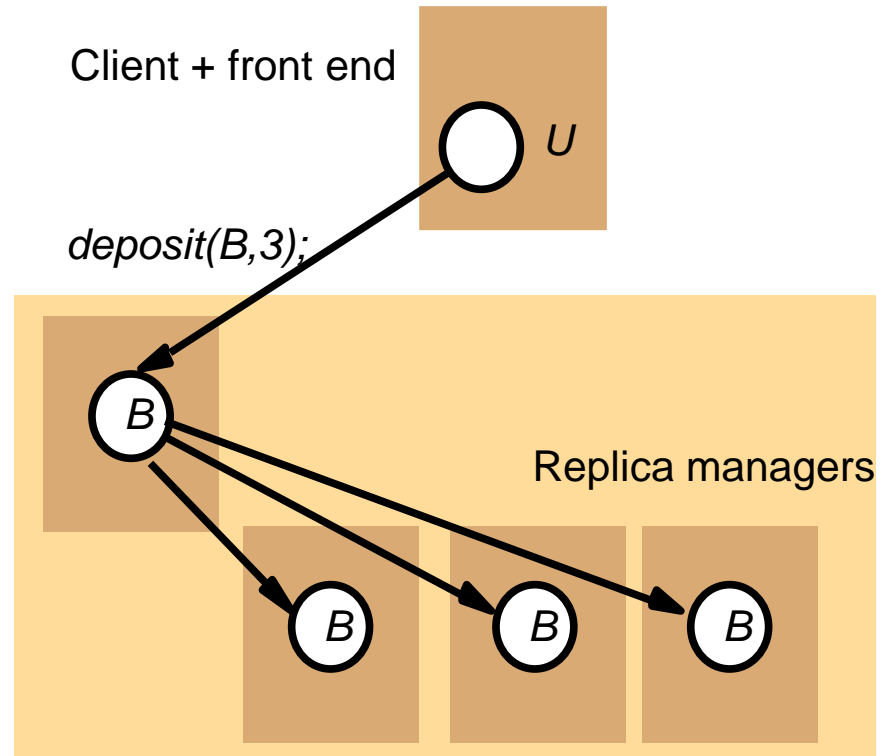 Client + front end
U
deposit(B,3);
B
Replica managers
B
B
B